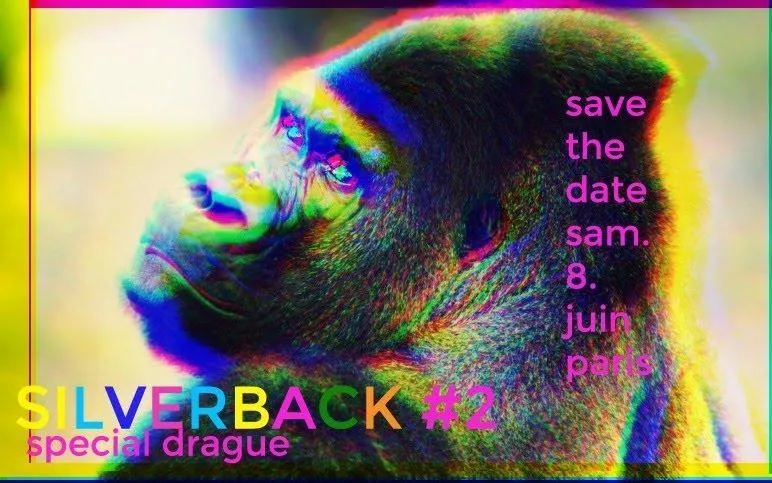 save
the
date
sam.
8.
juin
paris
SILVERBACK #2
special drague